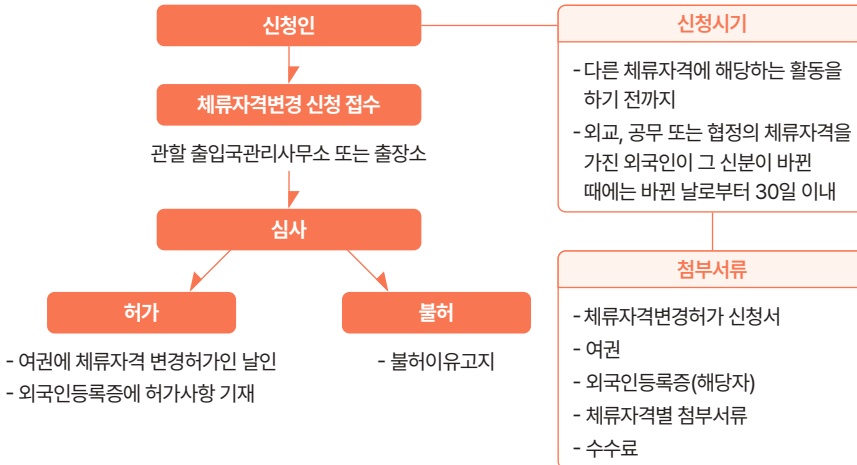 신청인
체류자격변경 신청 접수
관할 출입국관리사무소 또는 출장소
심사
허가
- 여권에 체류자격 변경허가인 날인
- 외국인등록증에 허가사항 기재
불허
- 불허이유고지
신청시기
- 다른 체류자격에 해당하는 활동을
하기 전까지
- 외교, 공무 또는 협정의 체류자격을
가진 외국인이 그 신분이 바뀐
때에는 바뀐 날로부터 30일 이내
첨부서류
- 체류자격변경허가 신청서
- 여권
- 외국인등록증(해당자)
- 체류자격별 첨부서류
- 수수료